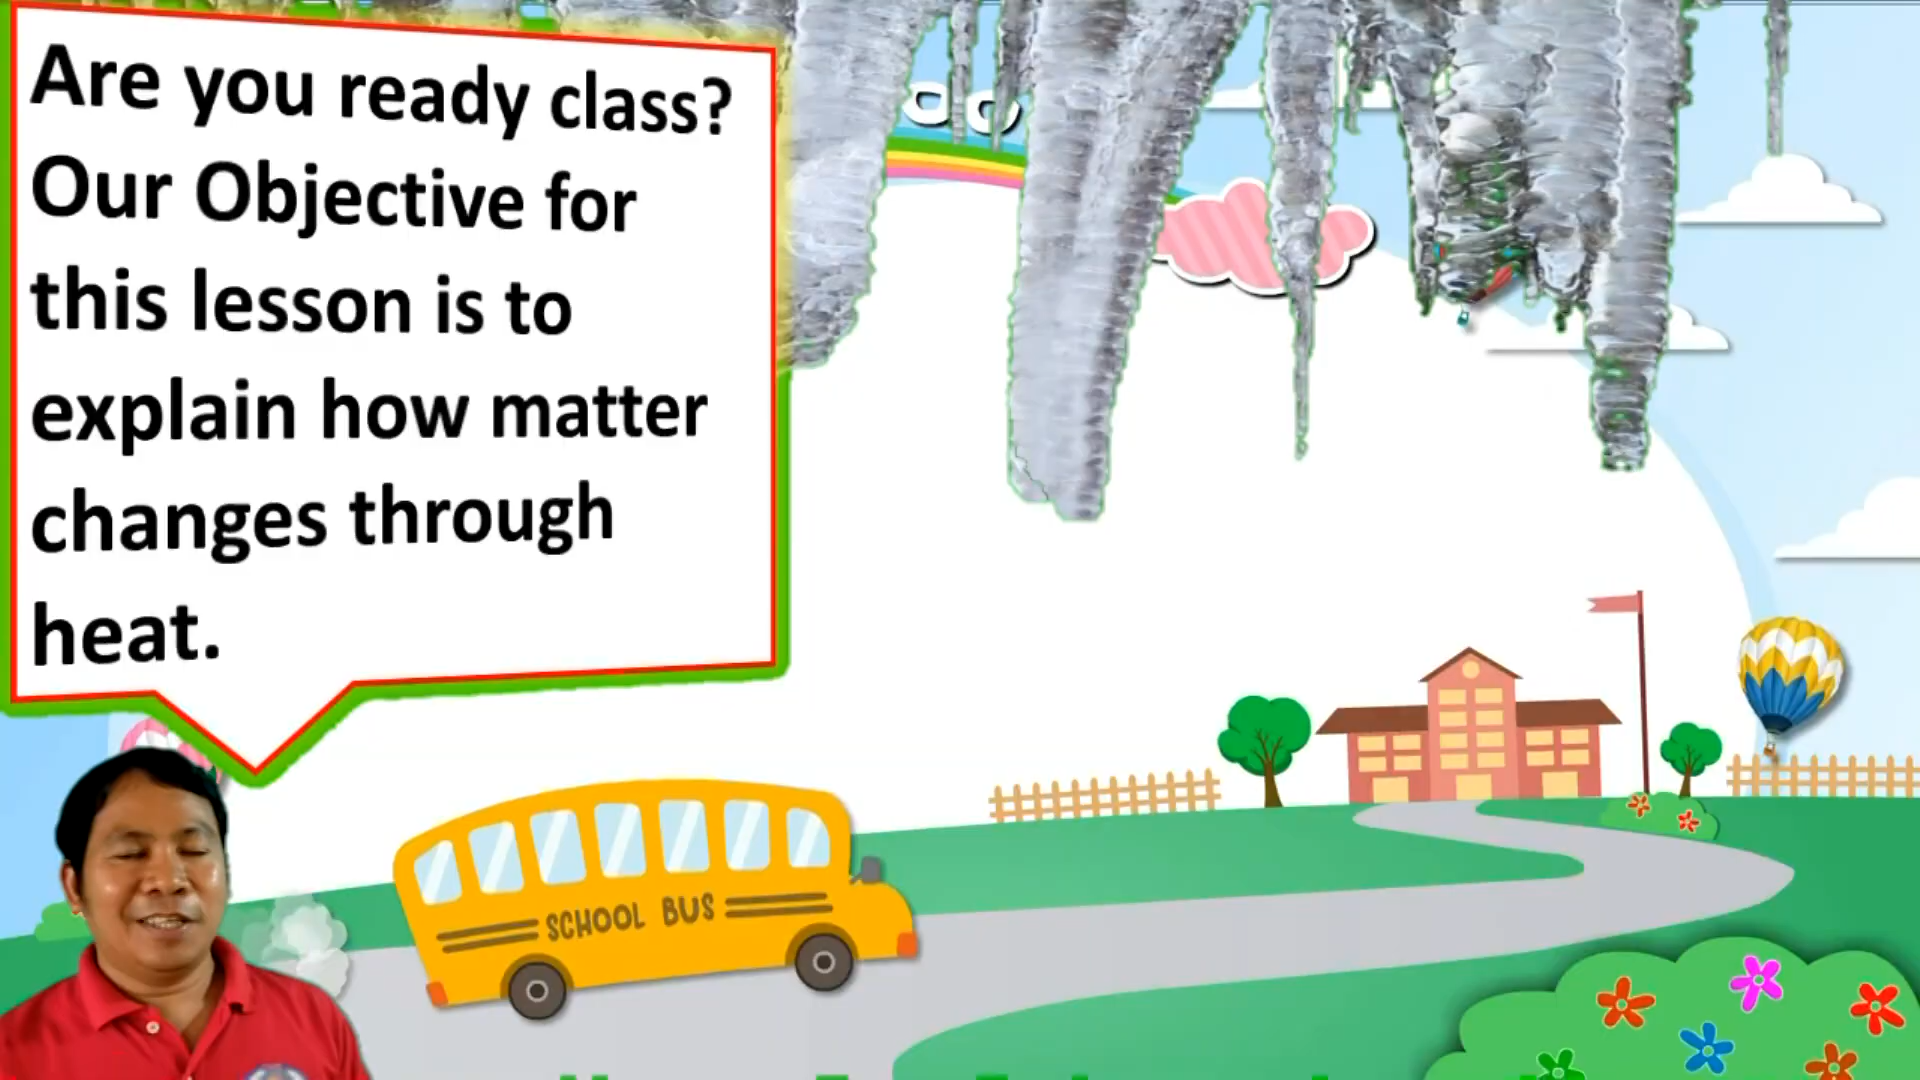 Are you ready class?
Our Objective for
this lesson is to
explain how matter
changes through
heat.
SCHOOL BUS